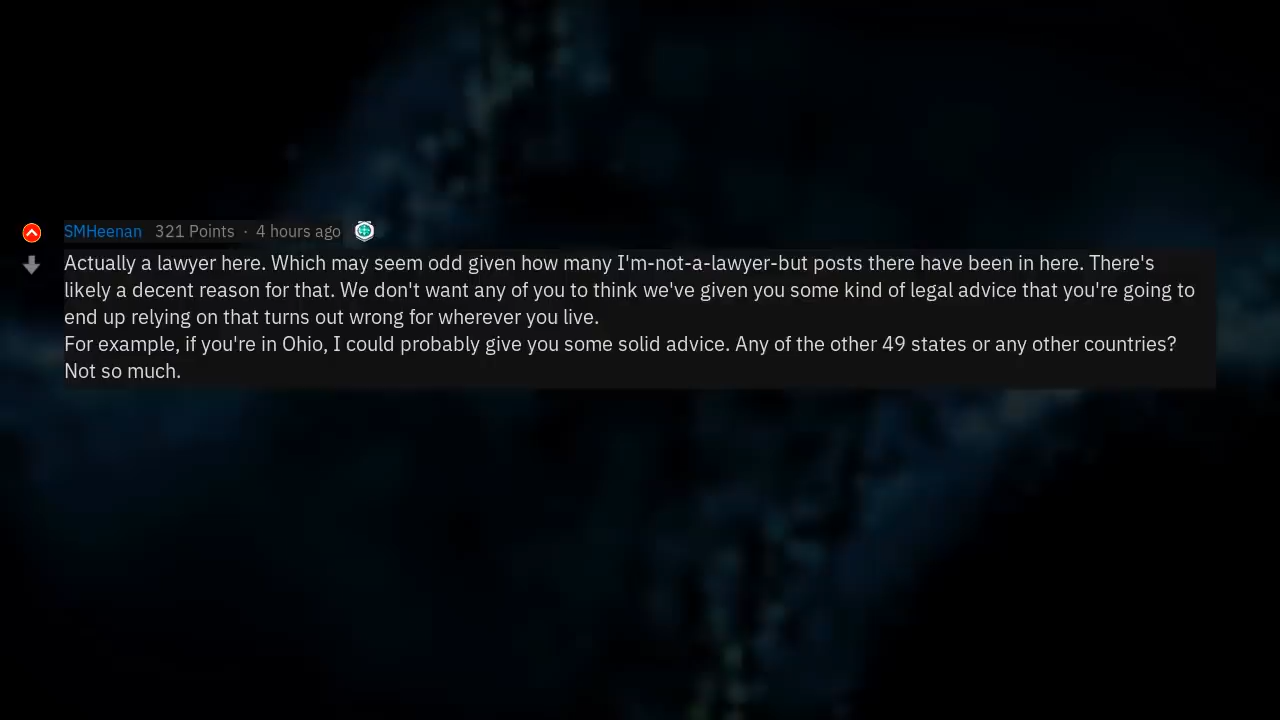 SMHeenan 321 Points · 4 hours ago
Actually a lawyer here. Which may seem odd given how many I'm-not-a-lawyer-but posts there have been in here. There's
likely a decent reason for that. We don't want any of you to think we've given you some kind of legal advice that you're going to
end up relying on that turns out wrong for wherever you live.
For example, if you're in Ohio, I could probably give you some solid advice. Any of the other 49 states or any other countries?
Not so much.